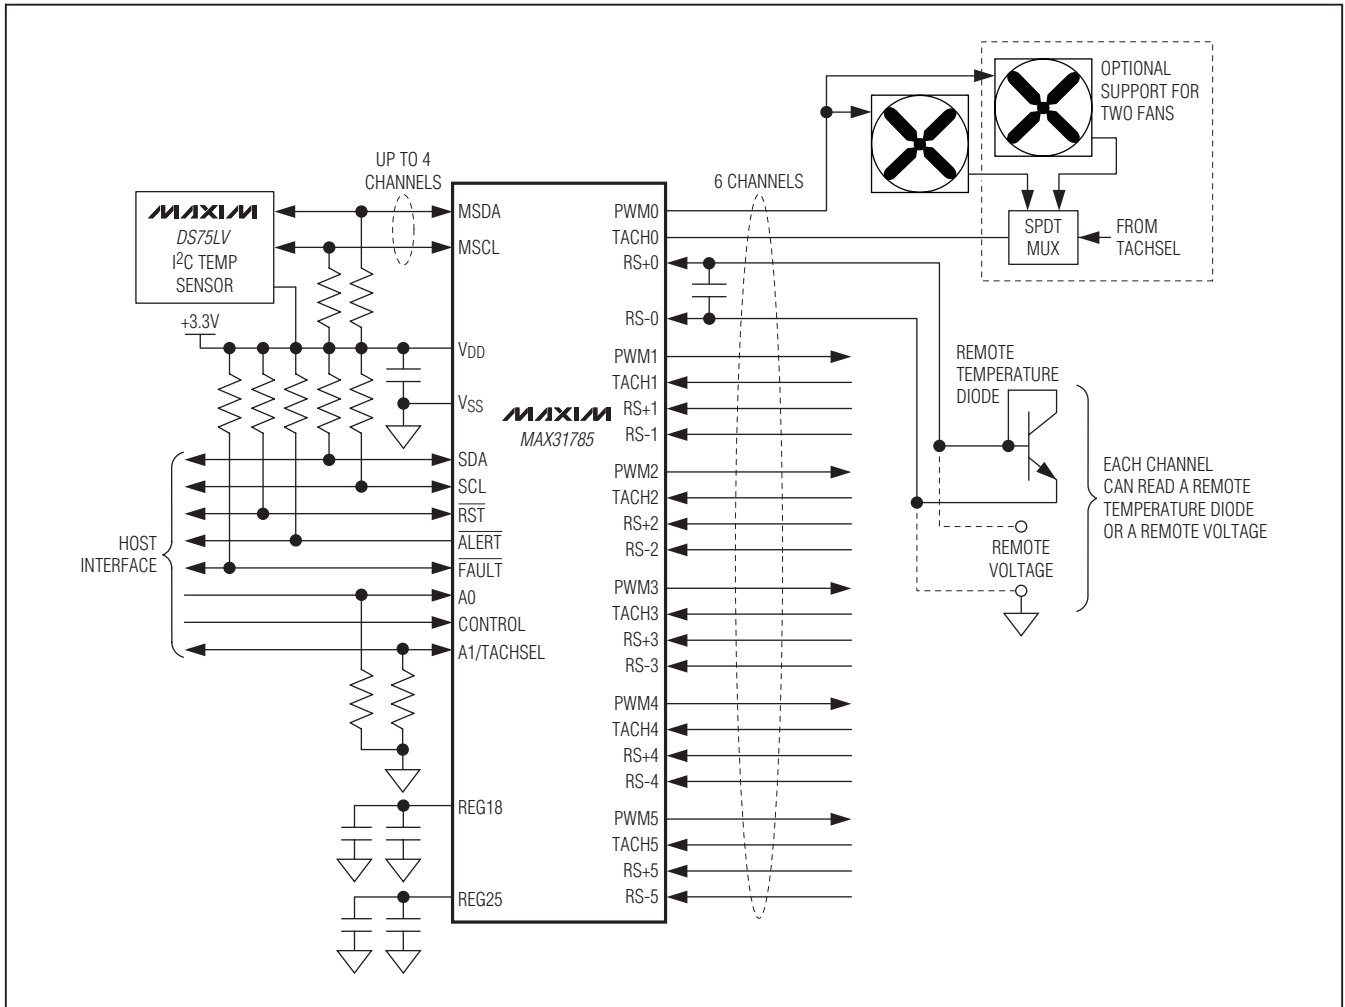 OPTIONAL
SUPPORT FOR
TWO FANS
UP TO 4
CHANNELS
6 CHANNELS
MAXIM
DS75LV
I²C TEMP
SENSOR
+3.3V
MSDA
MSCL
VDD
VSS
SDA
SCL
RST
ALERT
FAULT
A0
CONTROL
A1/TACHSEL
REG18
REG25
HOST
INTERFACE
MAXIM
MAX31785
PWM0
TACH0
RS+0
RS-0
PWM1
TACH1
RS+1
RS-1
PWM2
TACH2
RS+2
RS-2
PWM3
TACH3
RS+3
RS-3
PWM4
TACH4
RS+4
RS-4
PWM5
TACH5
RS+5
RS-5
SPDT
MUX
FROM
TACHSEL
REMOTE
TEMPERATURE
DIODE
REMOTE
VOLTAGE
EACH CHANNEL
CAN READ A REMOTE
TEMPERATURE DIODE
OR A REMOTE VOLTAGE